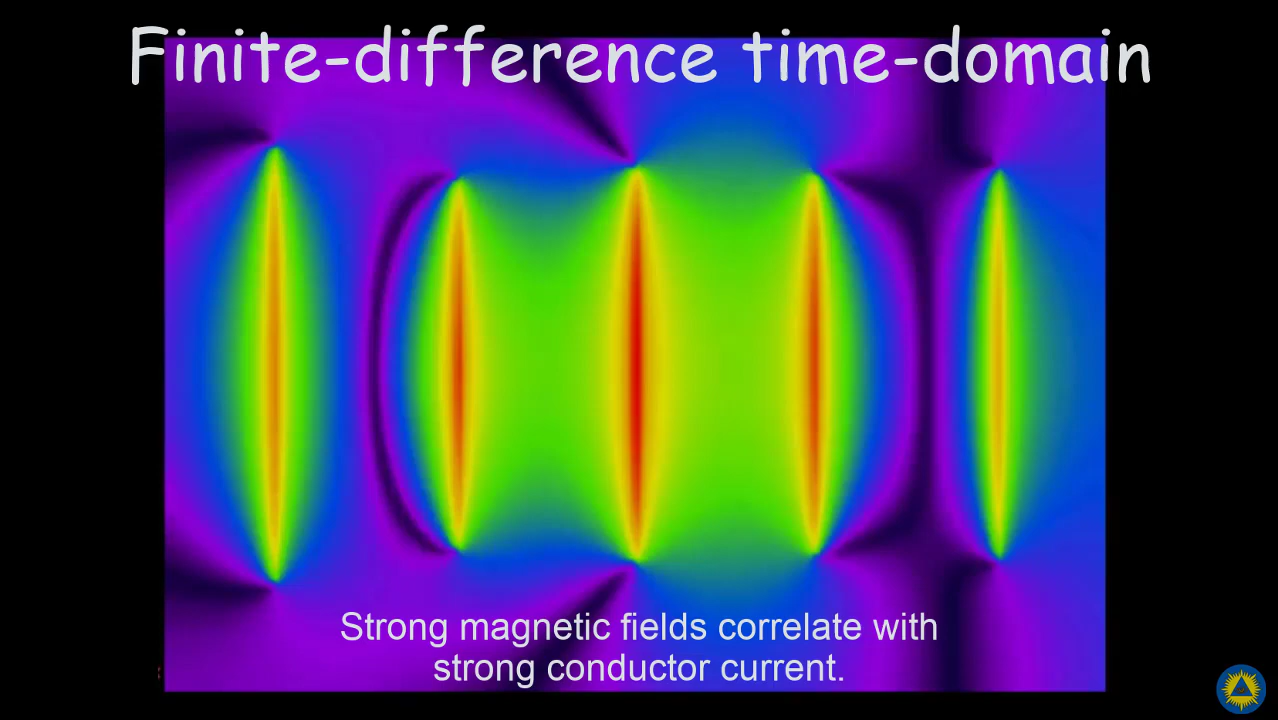 Finite-difference time-domain
Strong magnetic fields correlate with
strong conductor current.